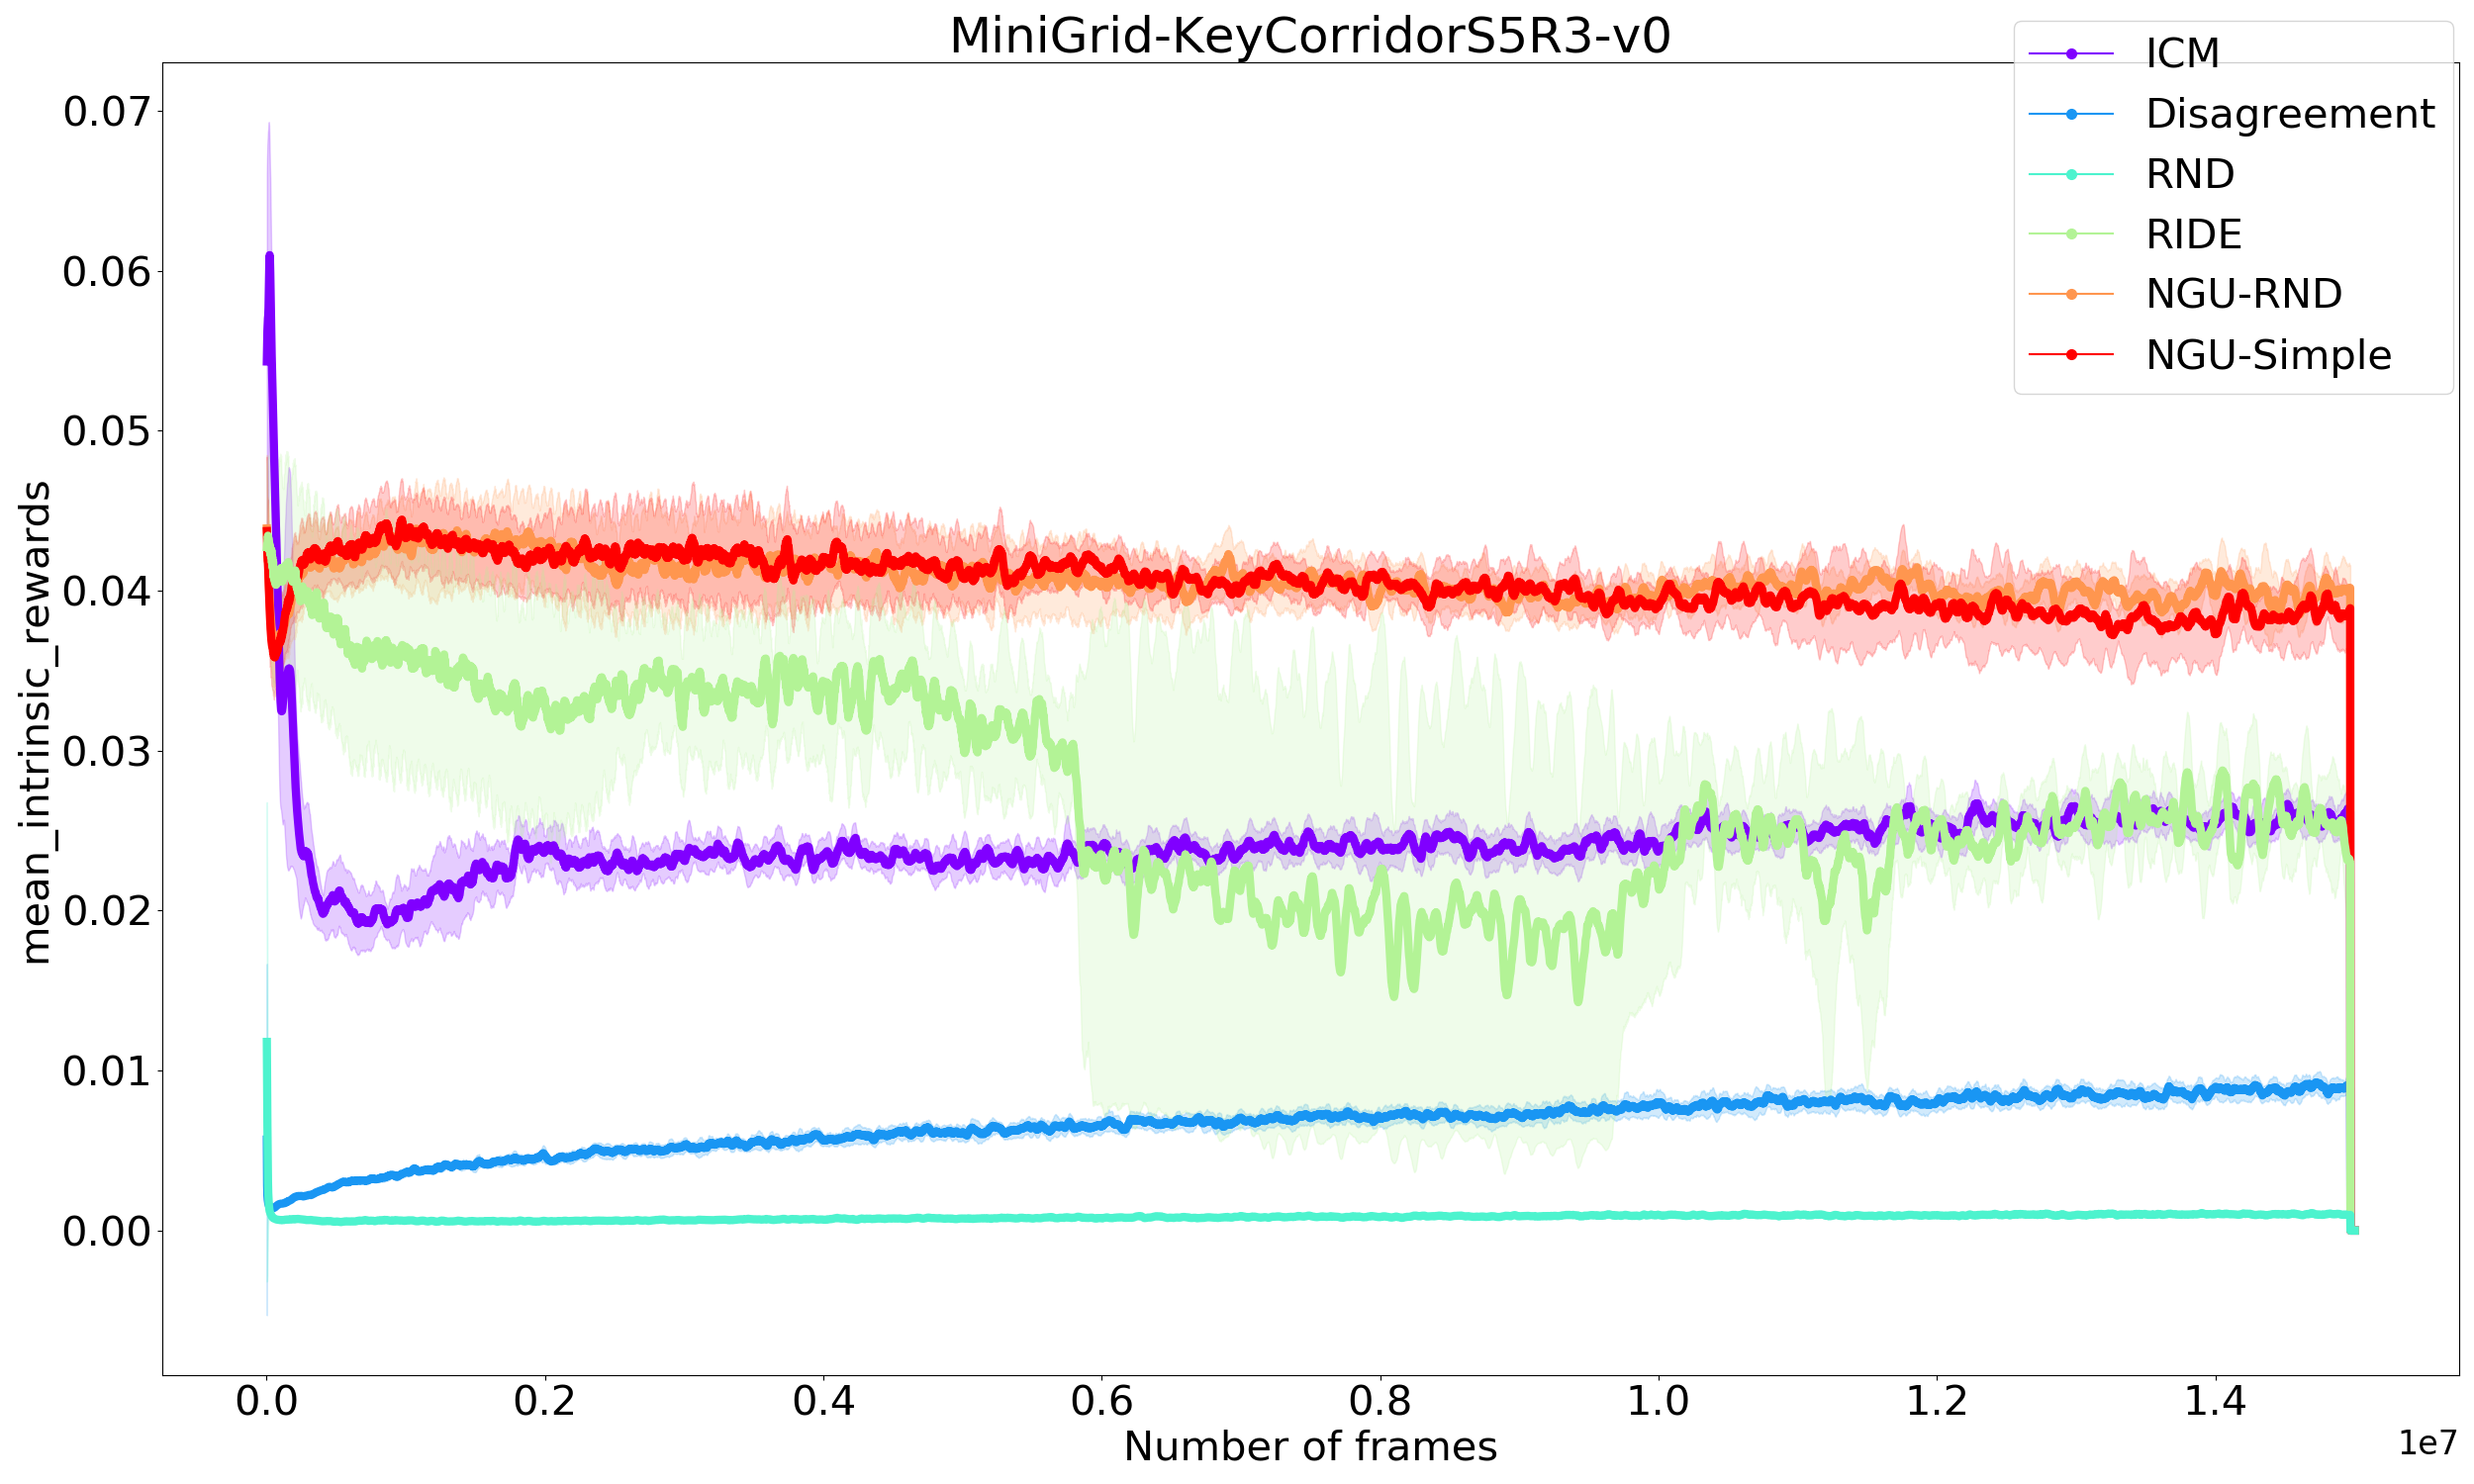 MiniGrid-KeyCorridorS5R3-v0
ICM
Disagreement
RND
RIDE
NGU-RND
NGU-Simple
mean_intrinsic_rewards
0.07
0.06
0.05
0.04
0.03
0.02
0.01
0.00
0.0 0.2 0.4 0.6 0.8 1.0 1.2 1.4
1e7
Number of frames